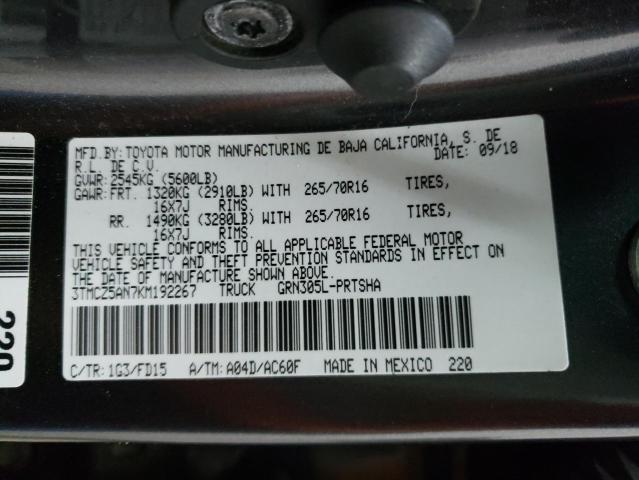 MFD.BY:TOYOTA MOTOR MANUFACTURING DE BAJA CALIFORNIA, S. DE
R.L. DE C.V. DATE: 09/18
GVWR:2545KG (5600LB)
GAWR:FRT. 1320KG (2910LB) WITH 265/70R16 TIRES,
16X7J RIMS.
RR. 1490KG (3280LB) WITH 265/70R16 TIRES,
16X7J RIMS.
THIS VEHICLE CONFORMS TO ALL APPLICABLE FEDERAL MOTOR
VEHICLE SAFETY AND THEFT PREVENTION STANDARDS IN EFFECT ON
THE DATE OF MANUFACTURE SHOWN ABOVE.
3TMCZ5AN7KM192267 TRUCK GRN305L-PRTSHA
C/TR:1G3/FD15 A/TM:A04D/AC60F MADE IN MEXICO 220
220